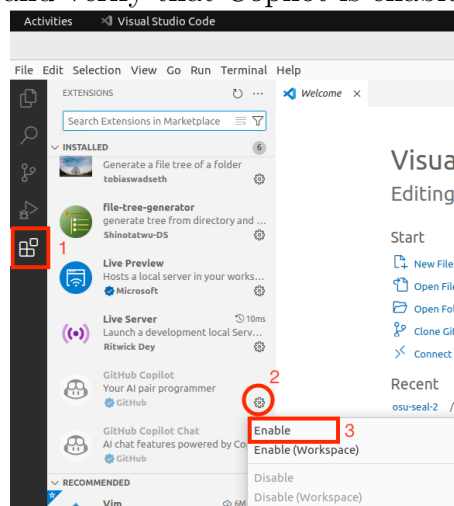 and verify that Copilot is enable
Activities Visual Studio Code
File Edit Selection View Go Run Terminal Help
EXTENSIONS
Welcome ×
Search Extensions in Marketplace
INSTALLED 6
Generate a file tree of a folder
tobiaswadseth
file-tree-generator
generate tree from directory and ...
Shinotatwu-DS
1
Live Preview
Hosts a local server in your works...
Microsoft
Live Server 10ms
Launch a development local Serv...
Ritwick Dey
GitHub Copilot
Your AI pair programmer
GitHub
2
GitHub Copilot Chat
AI chat features powered by Co
GitHub
RECOMMENDED
Vim 6M
Visua
Editing
Start
New File
Open File
Open Fol
Clone Git
Connect
Recent
osu-seal-2 /
Enable 3
Enable (Workspace)
Disable
Disable (Workspace)